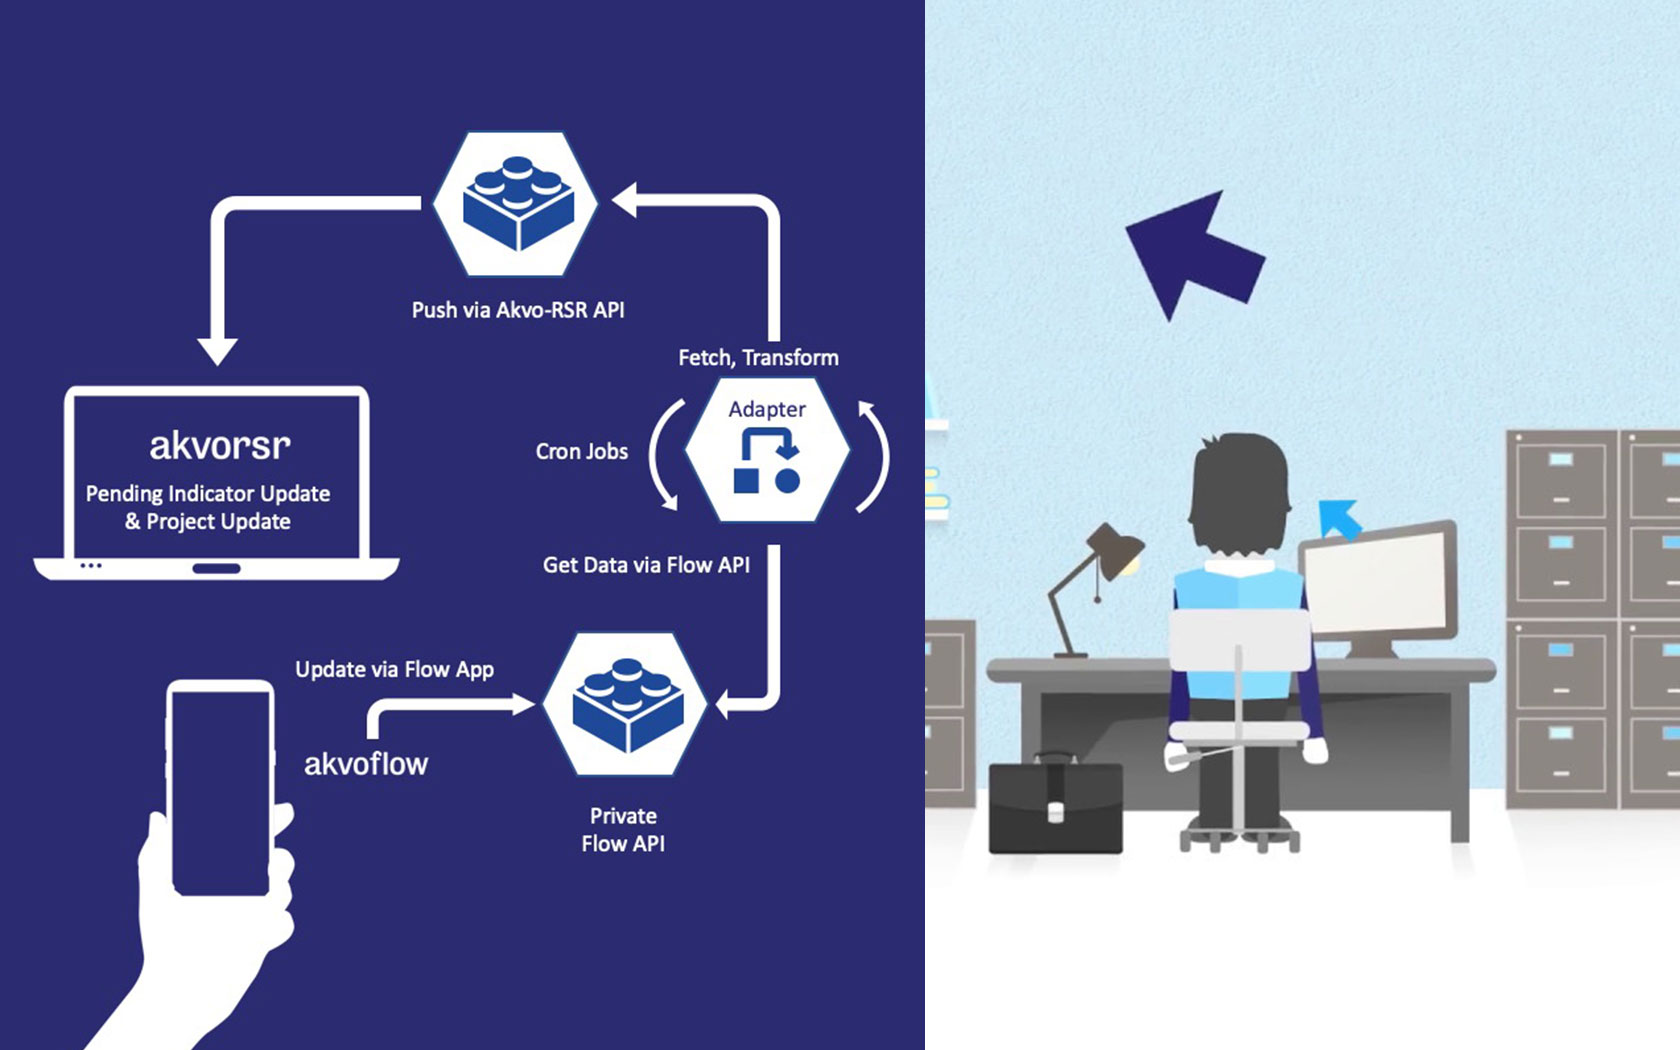 Push via Akvo-RSR API
Fetch, Transform
Adapter
Cron Jobs
akvorsr
Pending Indicator Update
& Project Update
Get Data via Flow API
Update via Flow App
akvoflow
Private
Flow API